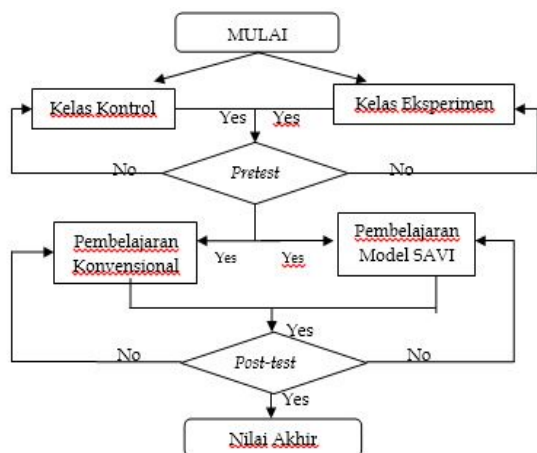 MULAI
Kelas Kontrol
Kelas Eksperimen
Yes
Yes
No
Pretest
No
Pembelajaran
Konvensional
Yes
Yes
Pembelajaran
Model SAVI
Yes
No
Post-test
No
Yes
Nilai Akhir